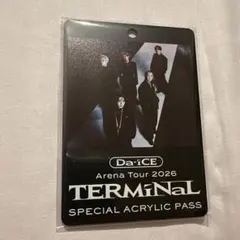 Da-iCE
Arena Tour 2026
TERMiNaL
SPECIAL ACRYLIC PASS